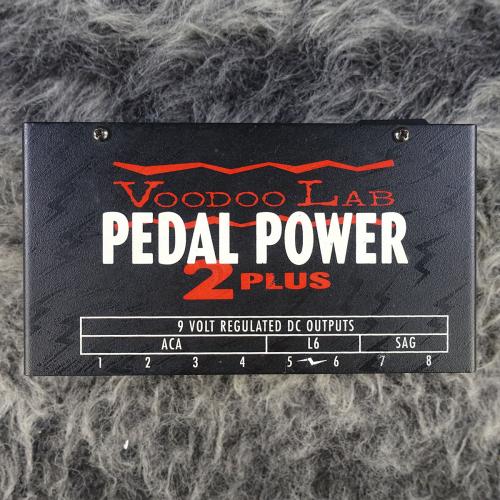 VOODOO LAB
PEDAL POWER
2 PLUS
9 VOLT REGULATED DC OUTPUTS
ACA L6 SAG
1 2 3 4 5 6 7 8